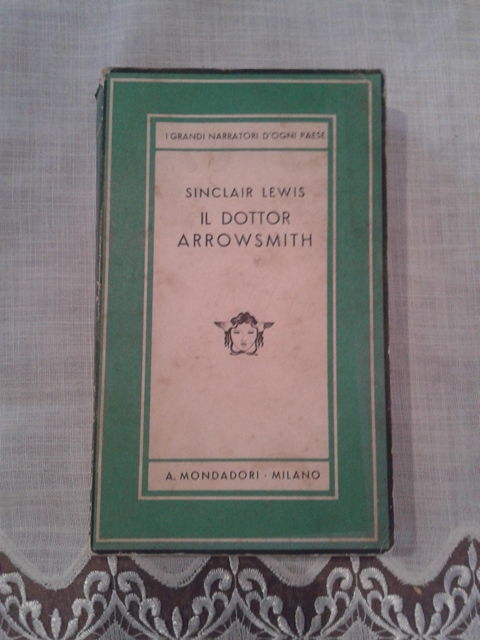 I GRANDI NARRATORI D'OGNI PAESE
SINCLAIR LEWIS
IL DOTTOR
ARROWSMITH
A. MONDADORI · MILANO